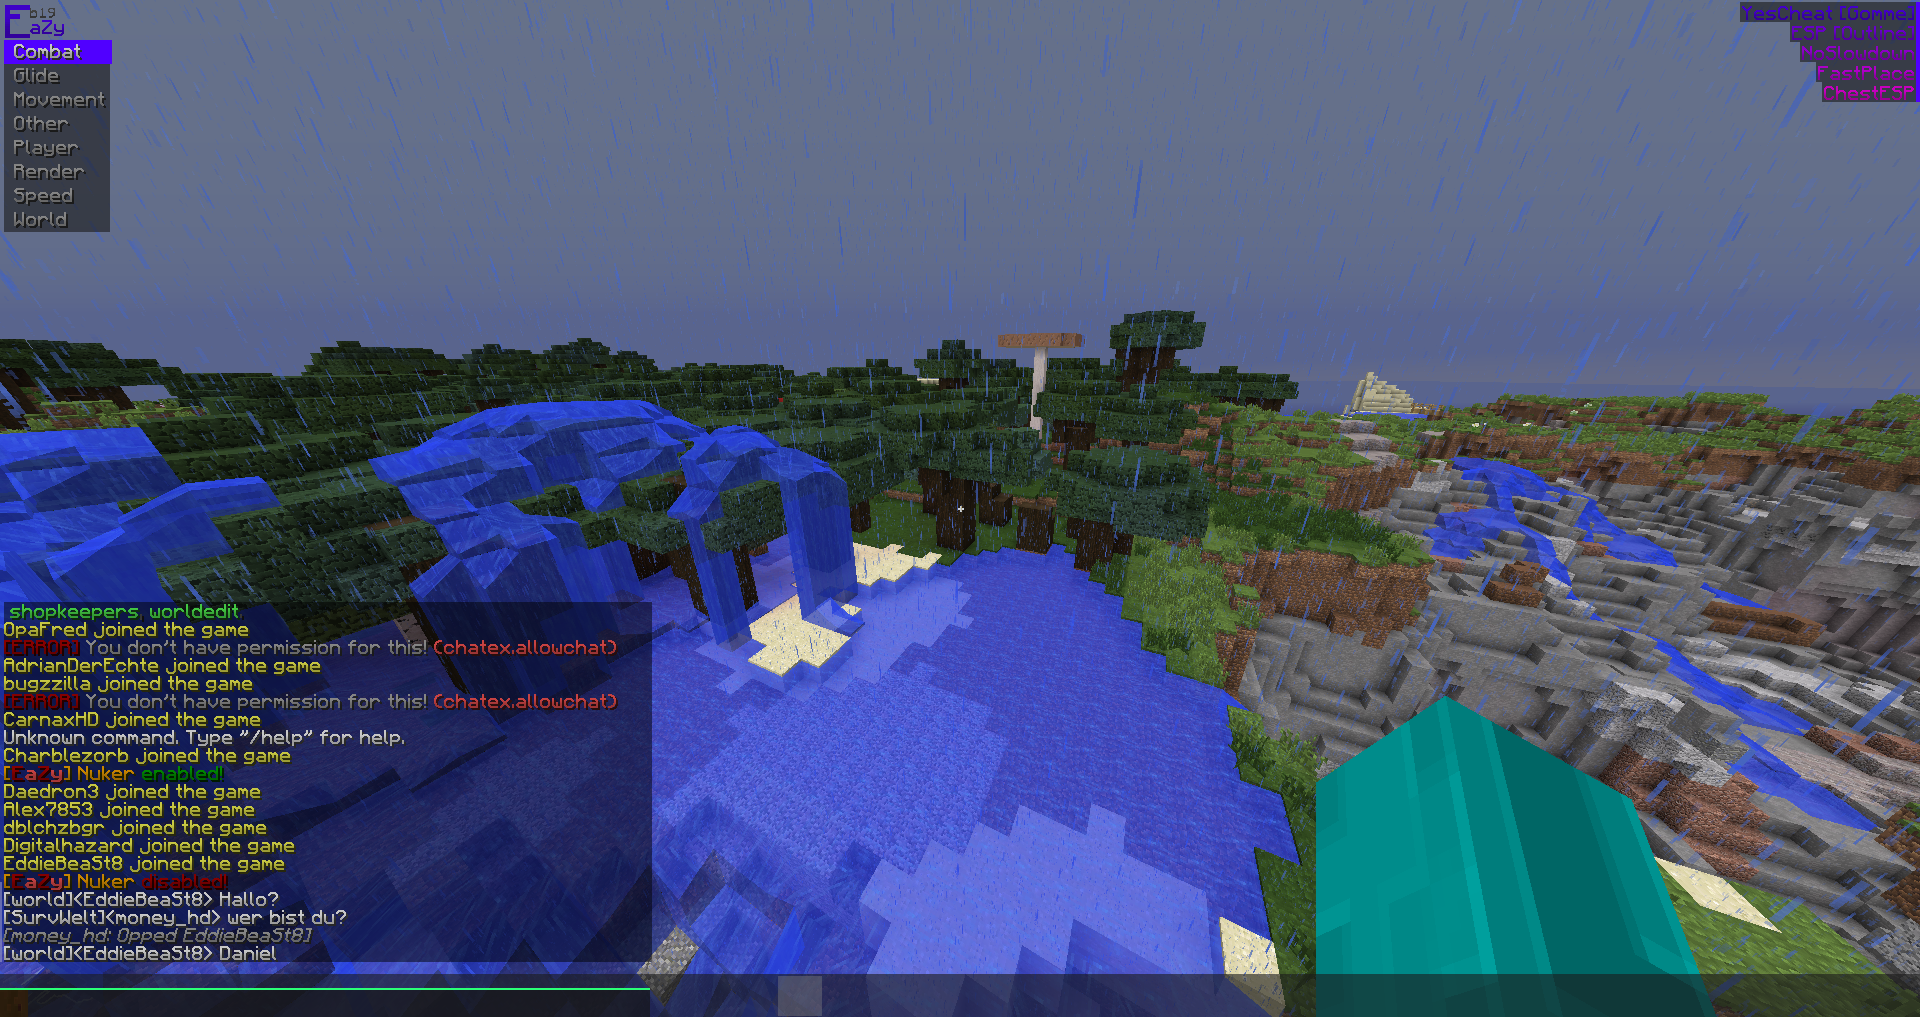 EaZy b19
Combat
Glide
Movement
Other
Player
Render
Speed
World
YesCheat [Gomme]
ESP [Outline]
NoSlowdown
FastPlace
ChestESP
shopkeepers, worldedit
OpaFred joined the game
[ERROR] You don't have permission for this! (chatex.allowchat)
AdrianDerEchte joined the game
bugzzilla joined the game
[ERROR] You don't have permission for this! (chatex.allowchat)
CarnaxHD joined the game
Unknown command. Type "/help" for help.
Charblezorb joined the game
[EaZy] Nuker enabled!
Daedron3 joined the game
Alex7853 joined the game
dblchzbgr joined the game
Digitalhazard joined the game
EddieBeaSt8 joined the game
[EaZy] Nuker disabled!
[world]<EddieBeaSt8> Hallo?
[SurvWelt]<money_hd> wer bist du?
[money_hd: Opped EddieBeaSt8]
[world]<EddieBeaSt8> Daniel